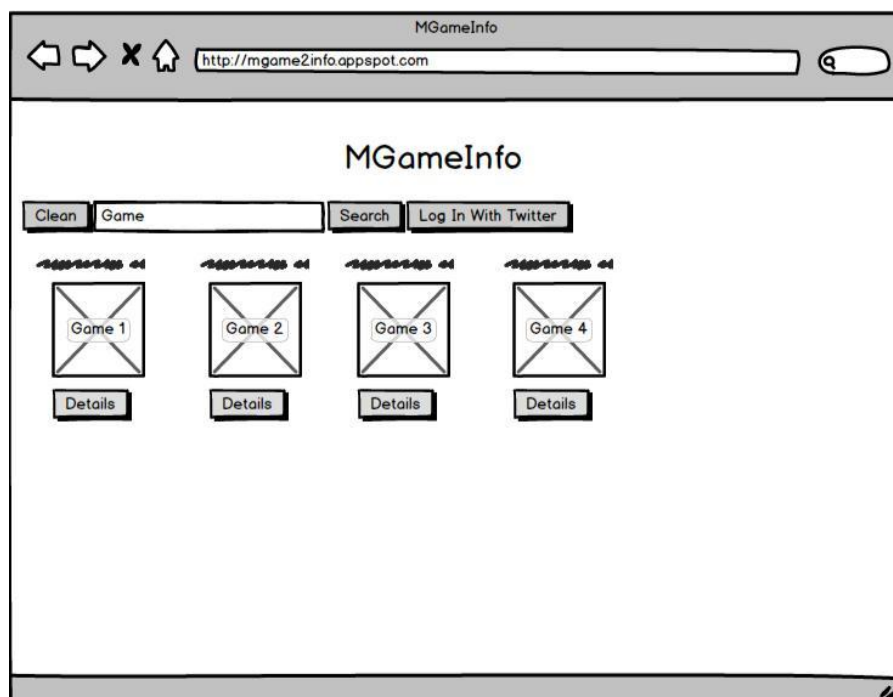 MGameInfo
http://mgame2info.appspot.com
MGameInfo
Clean Game Search Log In With Twitter
Game 1 Game 2 Game 3 Game 4
Details Details Details Details